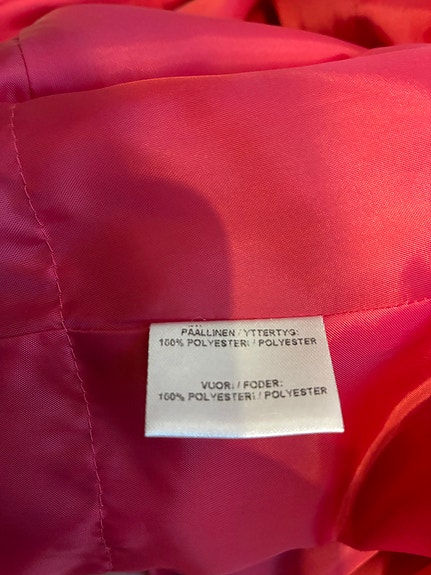 PÄÄLLINEN / YTTERTYG:
100% POLYESTERI / POLYESTER
VUORI / FODER:
100% POLYESTERI / POLYESTER